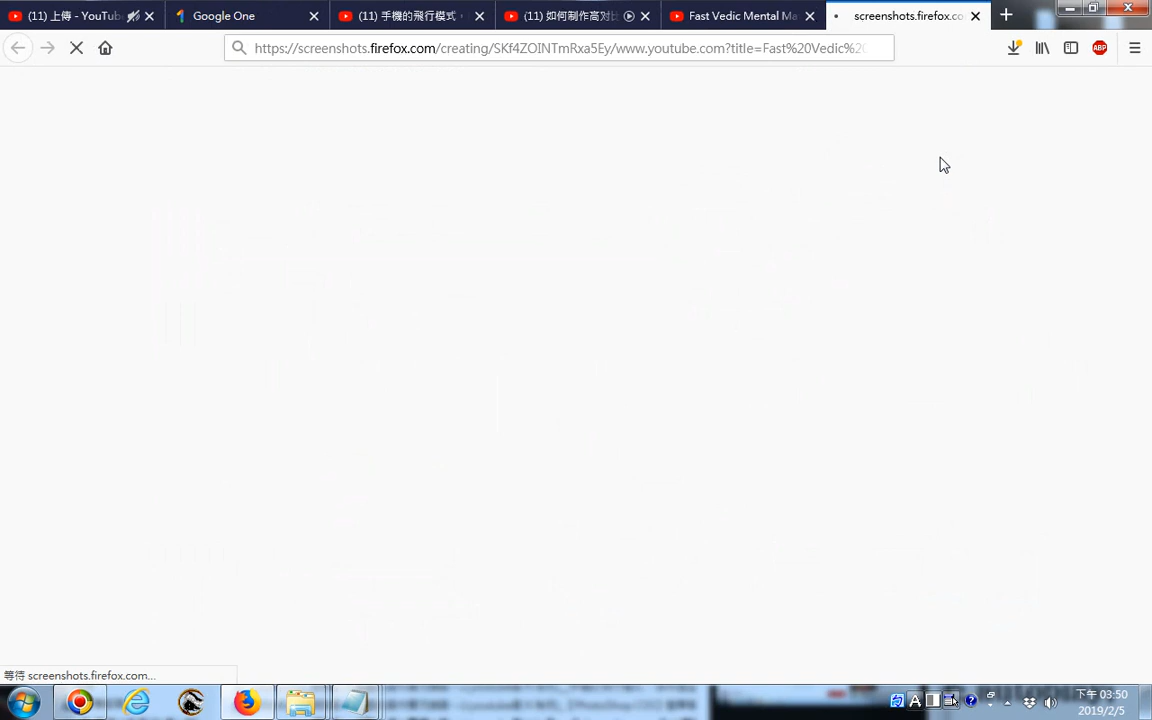 (11) 上傳 - YouTub
Google One
(11) 手機的飛行模式，
(11) 如何制作高对比
Fast Vedic Mental Ma
screenshots.firefox.co
https://screenshots.firefox.com/creating/SKf4ZOINTmRxa5Ey/www.youtube.com?title=Fast%20Vedic%20
ABP
等待 screenshots.firefox.com...
A
下午 03:50
2019/2/5